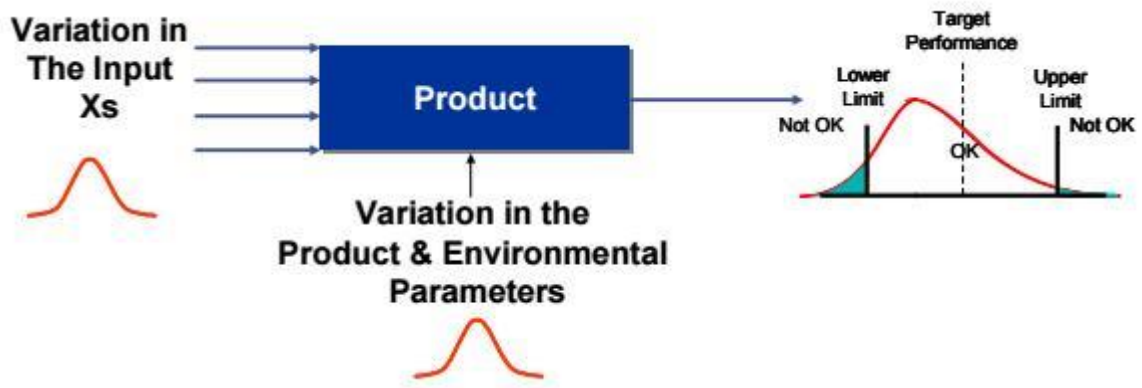 Variation in
The Input
Xs
Product
Variation in the
Product & Environmental
Parameters
Target
Performance
Lower
Limit
Upper
Limit
Not OK
OK
Not OK